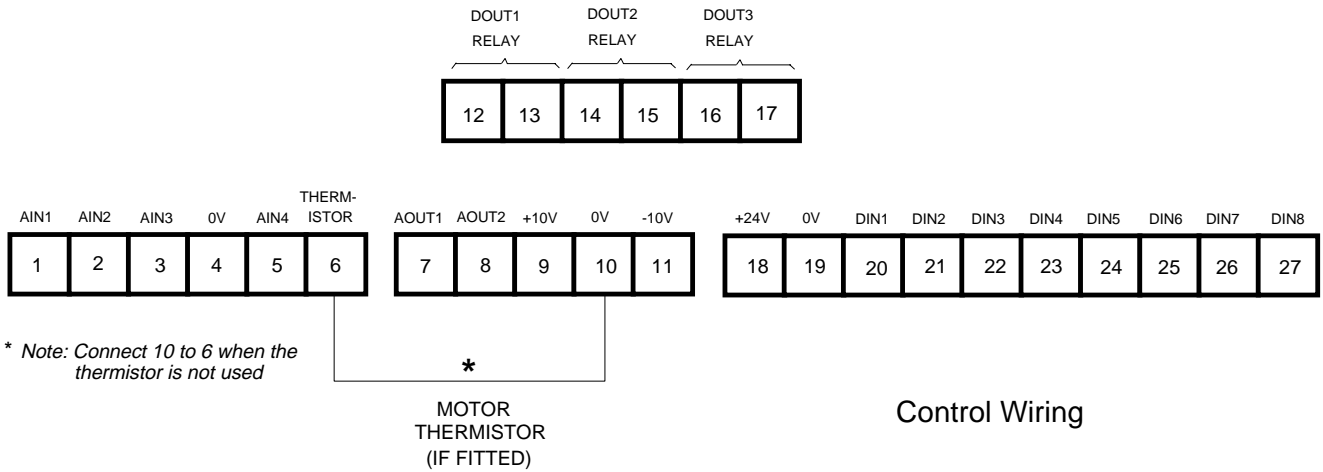 DOUT1 DOUT2 DOUT3
RELAY RELAY RELAY
12 13 14 15 16 17
THERM-
AIN1 AIN2 AIN3 0V AIN4 ISTOR AOUT1 AOUT2 +10V 0V -10V +24V 0V DIN1 DIN2 DIN3 DIN4 DIN5 DIN6 DIN7 DIN8
1 2 3 4 5 6 7 8 9 10 11 18 19 20 21 22 23 24 25 26 27
* Note: Connect 10 to 6 when the
thermistor is not used
*
MOTOR
THERMISTOR
(IF FITTED)
Control Wiring